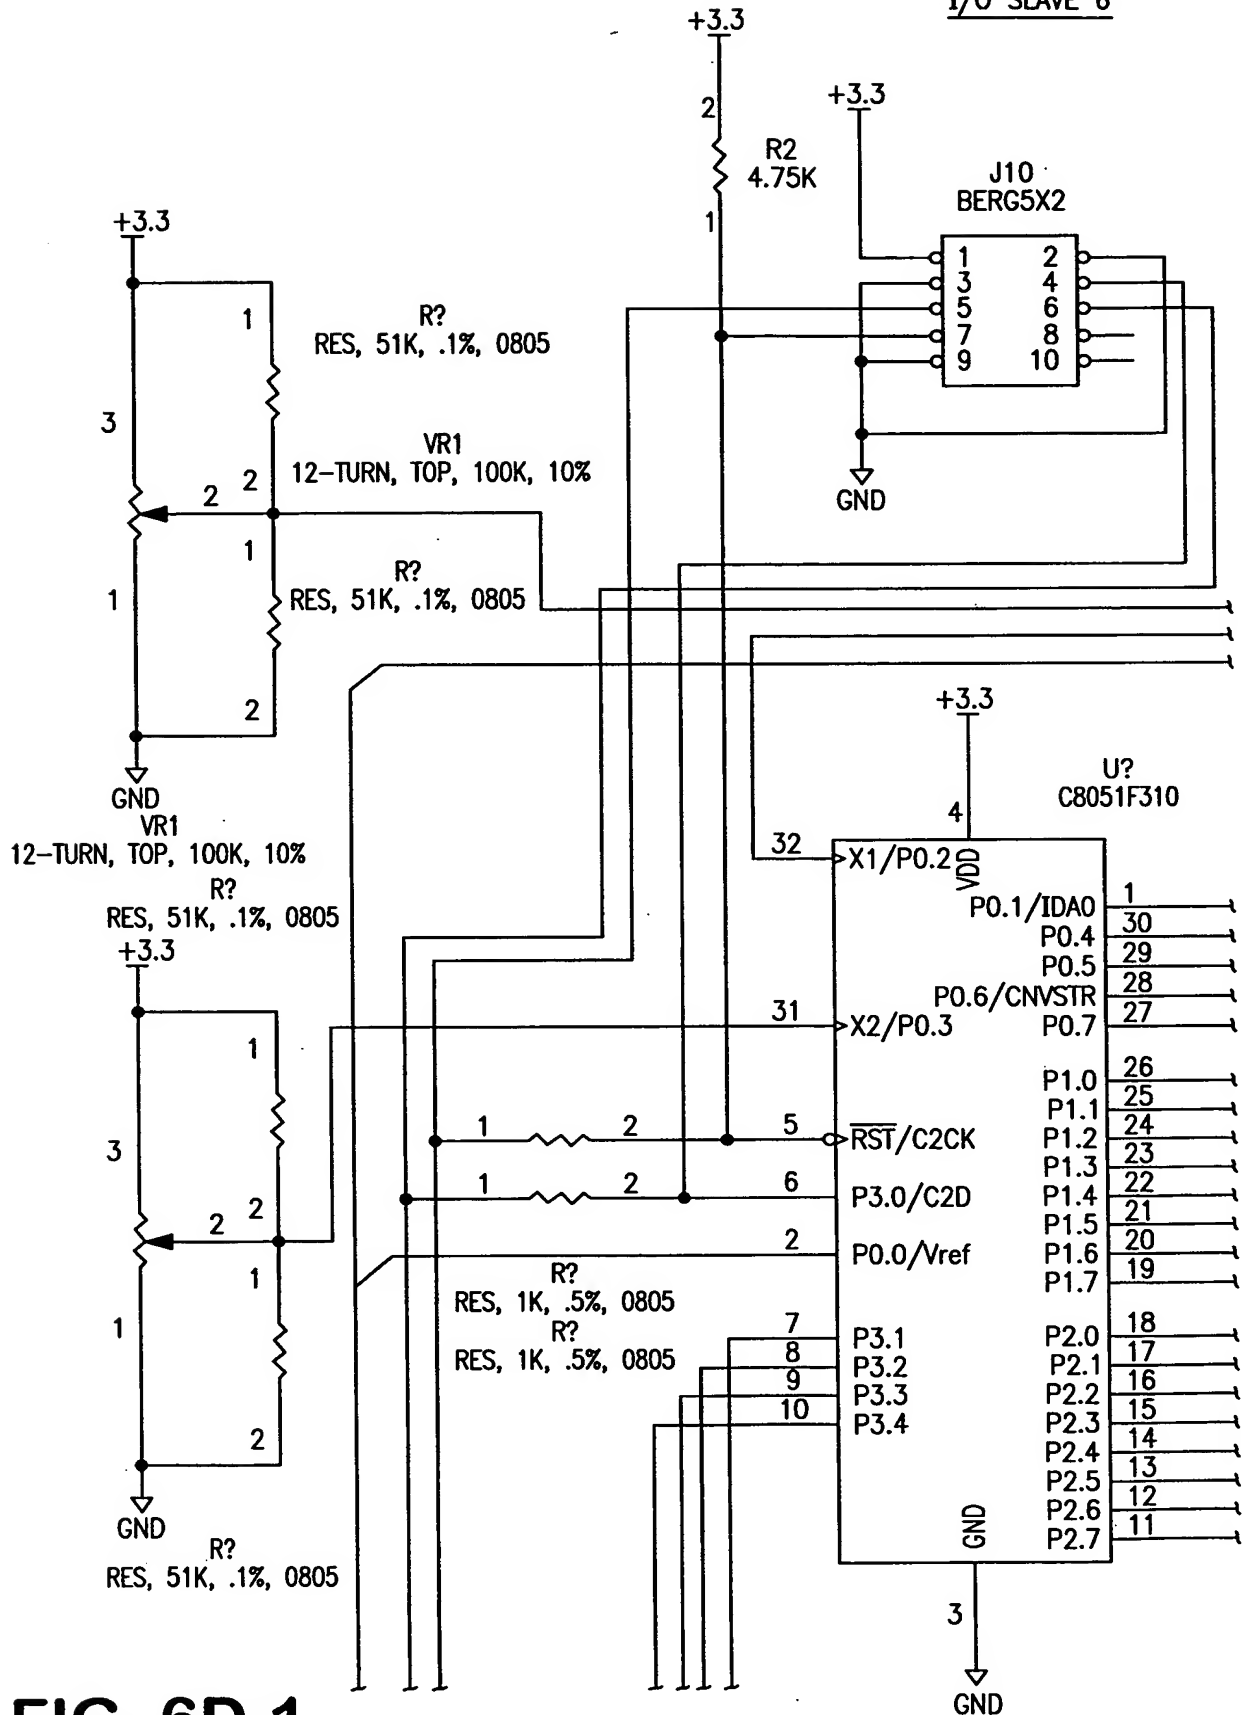 I/O SLAVE 6
+3.3
2
R2
4.75K
1
+3.3
J10
BERG5X2
1 2
3 4
5 6
7 8
9 10
GND
+3.3
1
R?
RES, 51K, .1%, 0805
3
VR1
12-TURN, TOP, 100K, 10%
2 2
1
R?
RES, 51K, .1%, 0805
1
2
GND
VR1
12-TURN, TOP, 100K, 10%
R?
RES, 51K, .1%, 0805
+3.3
1
3
2 2
1
1
2
GND
R?
RES, 51K, .1%, 0805
+3.3
4
U?
C8051F310
VDD
32 X1/P0.2
31 X2/P0.3
1 2 5 RST/C2CK
1 2 6 P3.0/C2D
2 P0.0/Vref
R?
RES, 1K, .5%, 0805
R?
RES, 1K, .5%, 0805
7 P3.1
8 P3.2
9 P3.3
10 P3.4
P0.1/IDA0 1
P0.4 30
P0.5 29
P0.6/CNVSTR 28
P0.7 27
P1.0 26
P1.1 25
P1.2 24
P1.3 23
P1.4 22
P1.5 21
P1.6 20
P1.7 19
P2.0 18
P2.1 17
P2.2 16
P2.3 15
P2.4 14
P2.5 13
P2.6 12
P2.7 11
GND
3
GND
FIG. 6D-1